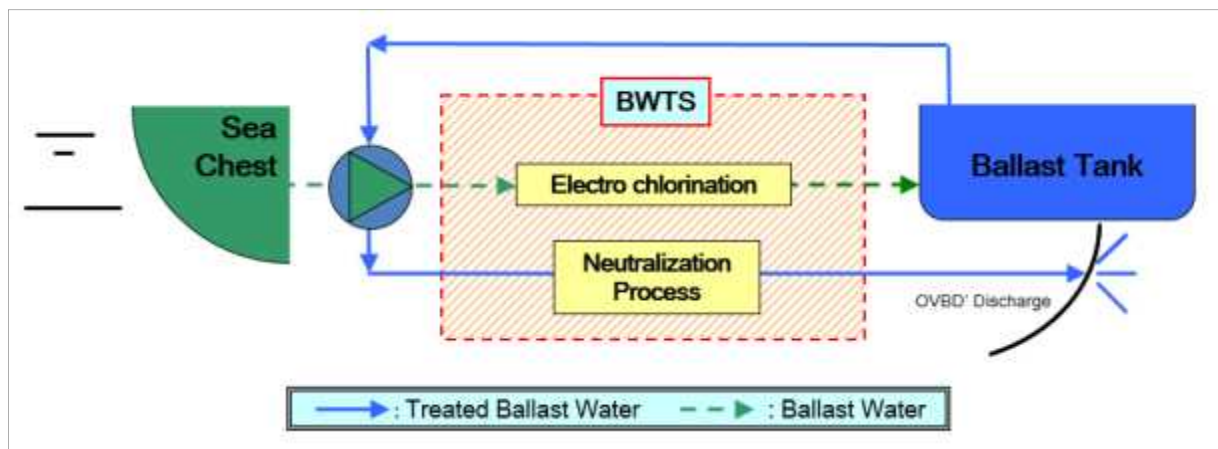 BWTS
Sea
Chest
Electro chlorination
Ballast Tank
Neutralization
Process
OVBD' Discharge
: Treated Ballast Water
: Ballast Water